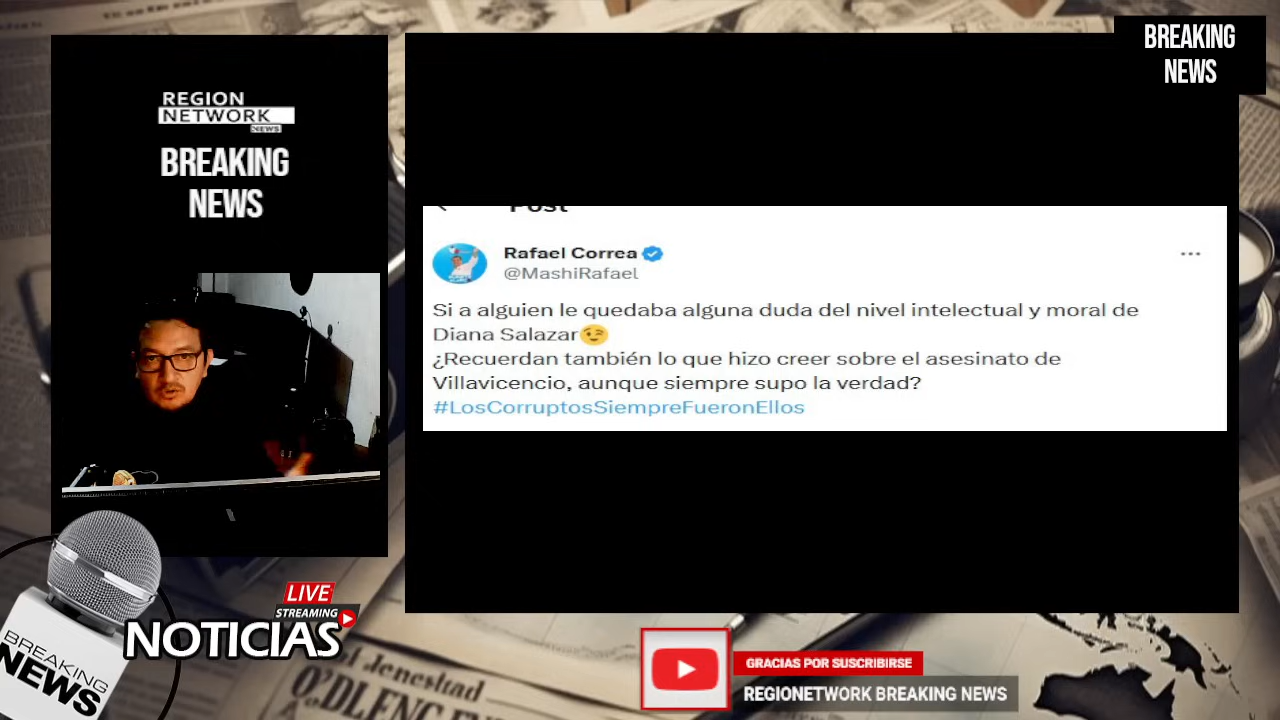 BREAKING
NEWS
REGION
NETWORK
NEWS
BREAKING
NEWS
Post
Rafael Correa
@MashiRafael
Si a alguien le quedaba alguna duda del nivel intelectual y moral de
Diana Salazar😉
¿Recuerdan también lo que hizo creer sobre el asesinato de
Villavicencio, aunque siempre supo la verdad?
#LosCorruptosSiempreFueronEllos
LIVE
STREAMING
NOTICIAS
BREAKING
NEWS
GRACIAS POR SUSCRIBIRSE
REGIONETWORK BREAKING NEWS